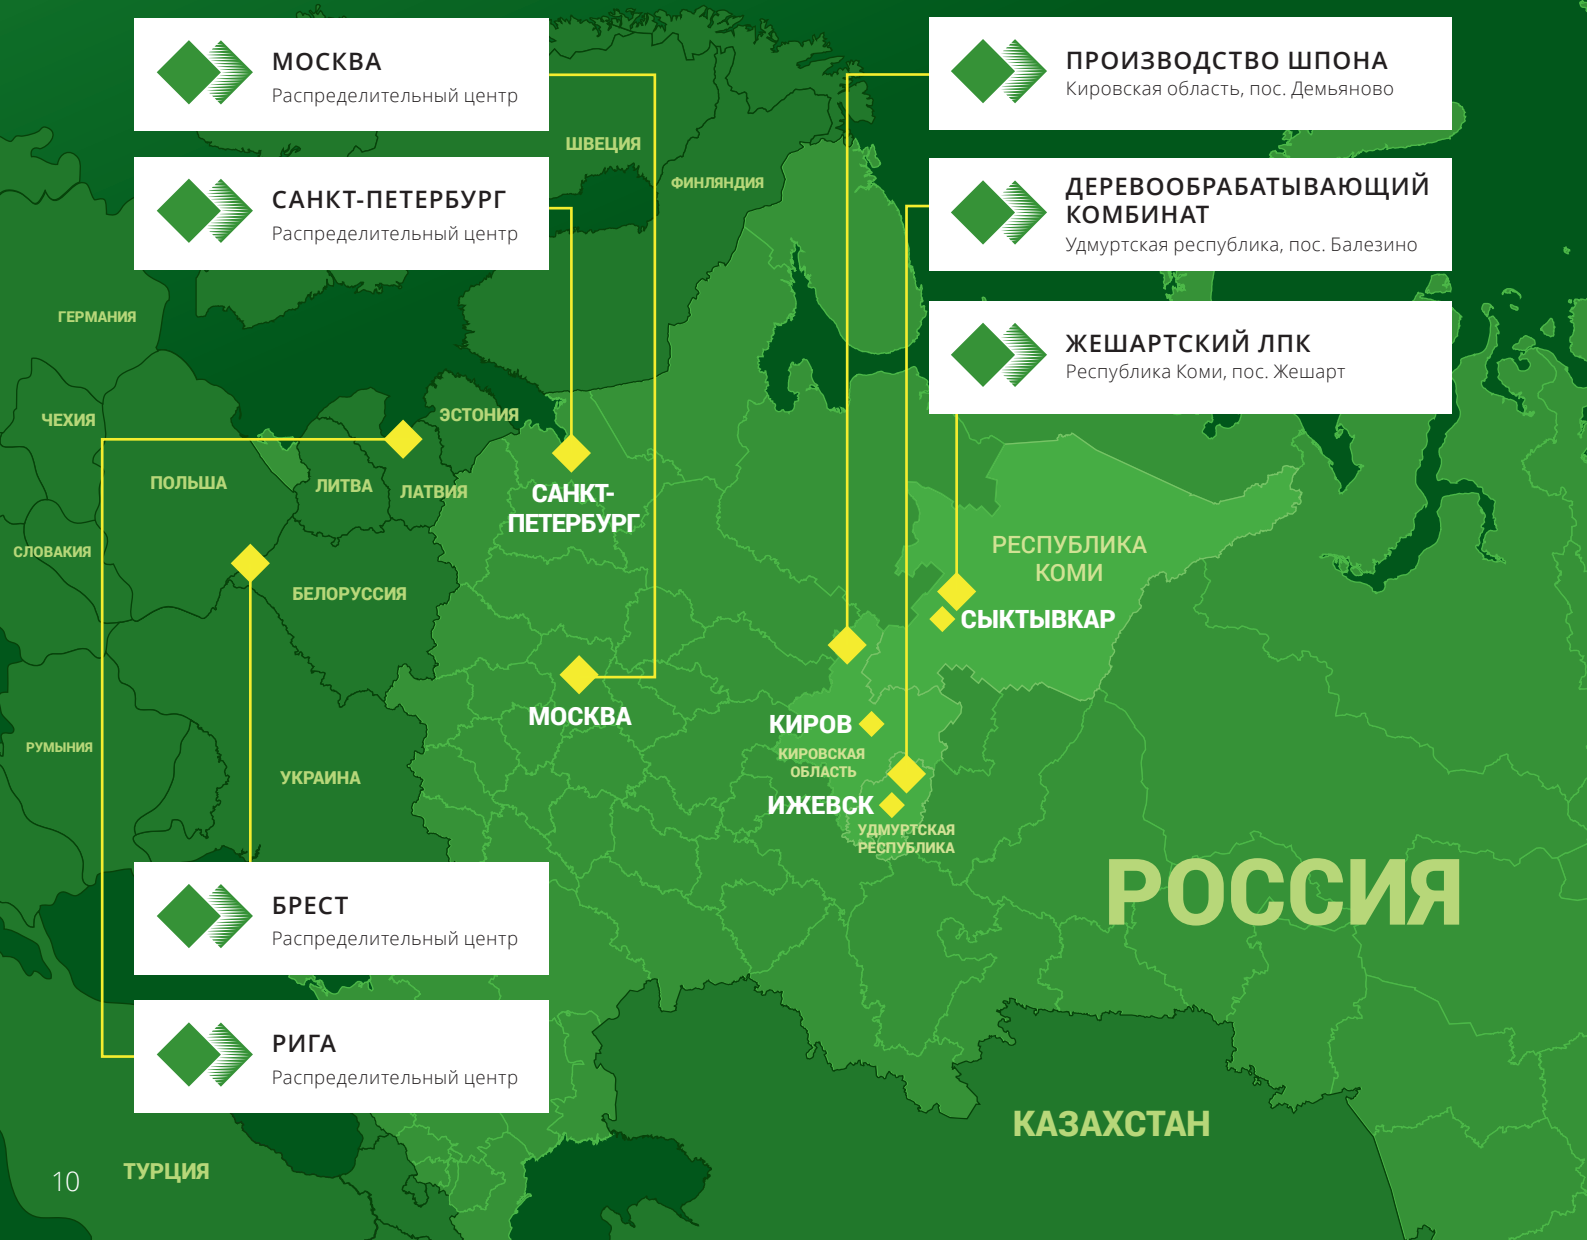 МОСКВА
Распределительный центр
САНКТ-ПЕТЕРБУРГ
Распределительный центр
ПРОИЗВОДСТВО ШПОНА
Кировская область, пос. Демьяново
ДЕРЕВООБРАБАТЫВАЮЩИЙ
КОМБИНАТ
Удмуртская республика, пос. Балезино
ЖЕШАРТСКИЙ ЛПК
Республика Коми, пос. Жешарт
ШВЕЦИЯ
ФИНЛЯНДИЯ
ГЕРМАНИЯ
ЧЕХИЯ
ЭСТОНИЯ
ПОЛЬША
ЛИТВА
ЛАТВИЯ
САНКТ-
ПЕТЕРБУРГ
СЛОВАКИЯ
БЕЛОРУССИЯ
РЕСПУБЛИКА
КОМИ
СЫКТЫВКАР
МОСКВА
КИРОВ
КИРОВСКАЯ
ОБЛАСТЬ
РУМЫНИЯ
УКРАИНА
ИЖЕВСК
УДМУРТСКАЯ
РЕСПУБЛИКА
РОССИЯ
БРЕСТ
Распределительный центр
РИГА
Распределительный центр
КАЗАХСТАН
ТУРЦИЯ
10